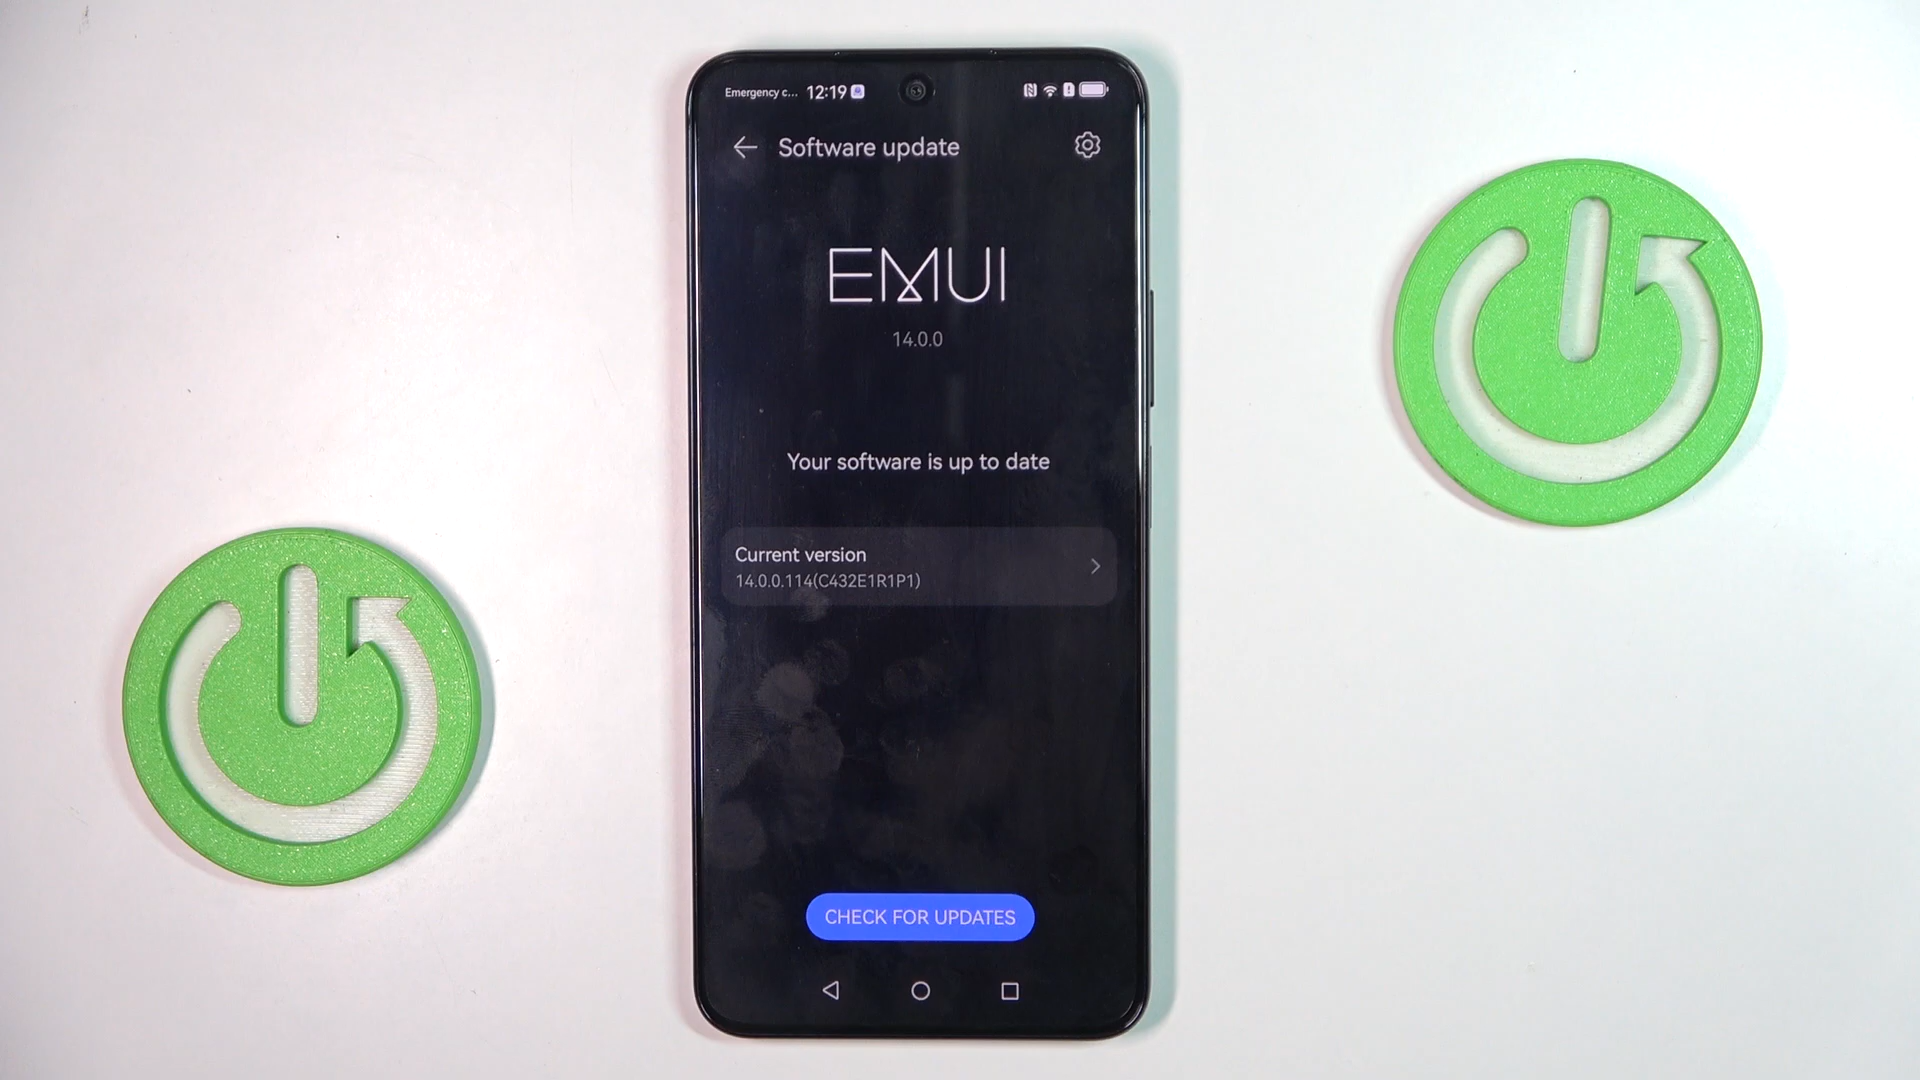 Emergency c... 12:19
Software update
EMUI
14.0.0
Your software is up to date
Current version
14.0.0.114(C432E1R1P1)
CHECK FOR UPDATES